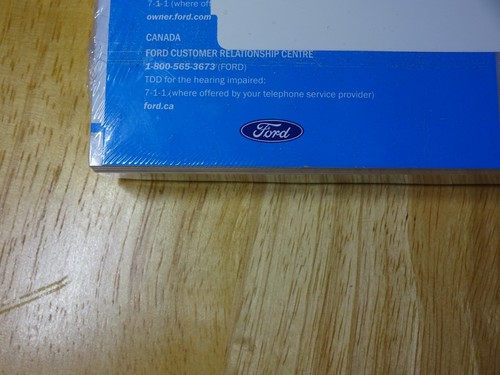 7-1-1 (where of
owner.ford.com
CANADA
FORD CUSTOMER RELATIONSHIP CENTRE
1-800-565-3673 (FORD)
TDD for the hearing impaired:
7-1-1 (where offered by your telephone service provider)
ford.ca
Ford